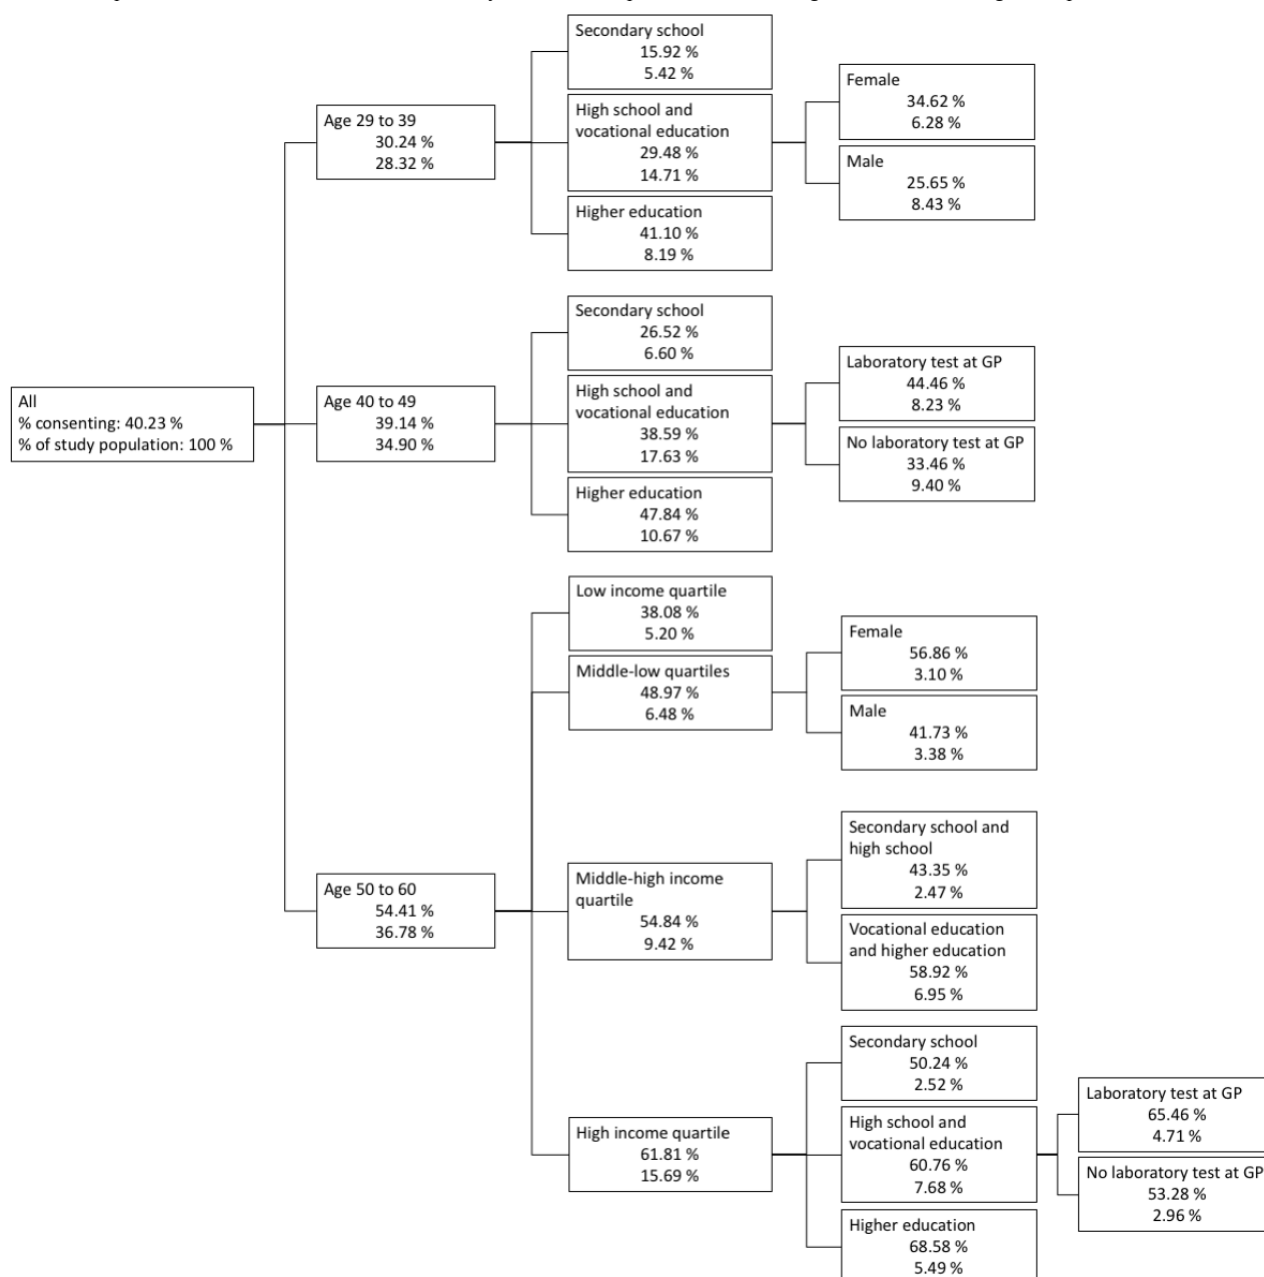 All
% consenting: 40.23 %
% of study population: 100 %
Age 29 to 39
30.24 %
28.32 %
Secondary school
15.92 %
5.42 %
High school and
vocational education
29.48 %
14.71 %
Female
34.62 %
6.28 %
Male
25.65 %
8.43 %
Higher education
41.10 %
8.19 %
Age 40 to 49
39.14 %
34.90 %
Secondary school
26.52 %
6.60 %
High school and
vocational education
38.59 %
17.63 %
Laboratory test at GP
44.46 %
8.23 %
No laboratory test at GP
33.46 %
9.40 %
Higher education
47.84 %
10.67 %
Age 50 to 60
54.41 %
36.78 %
Low income quartile
38.08 %
5.20 %
Middle-low quartiles
48.97 %
6.48 %
Female
56.86 %
3.10 %
Male
41.73 %
3.38 %
Middle-high income
quartile
54.84 %
9.42 %
Secondary school and
high school
43.35 %
2.47 %
Vocational education
and higher education
58.92 %
6.95 %
High income quartile
61.81 %
15.69 %
Secondary school
50.24 %
2.52 %
High school and
vocational education
60.76 %
7.68 %
Laboratory test at GP
65.46 %
4.71 %
No laboratory test at GP
53.28 %
2.96 %
Higher education
68.58 %
5.49 %